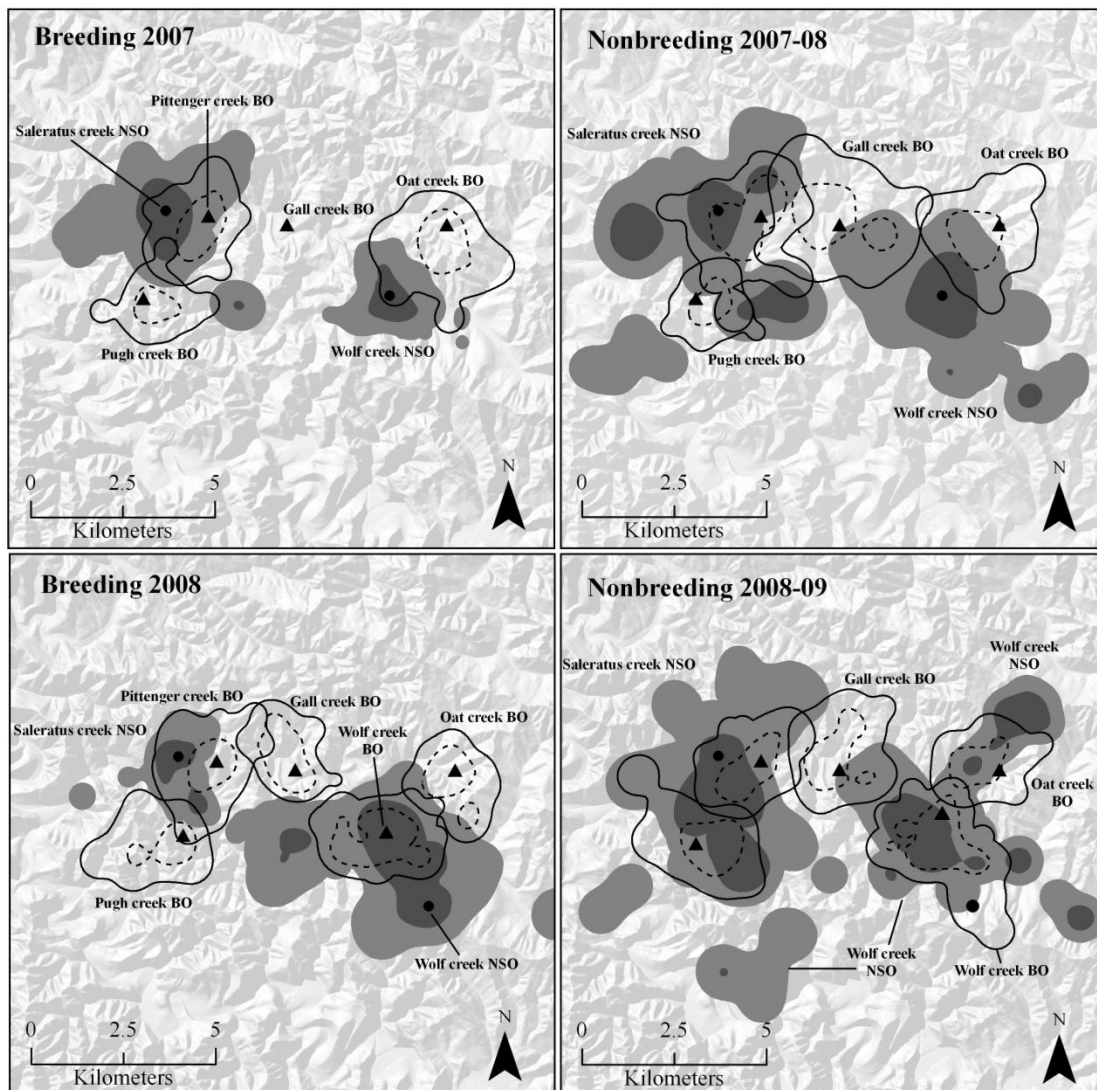 Breeding 2007
Pittenger creek BO
Saleratus creek NSO
Oat creek BO
Gall creek BO
Pugh creek BO
Wolf creek NSO
0
2.5
5
Kilometers
N
Nonbreeding 2007-08
Saleratus creek NSO
Gall creek BO
Oat creek BO
Pugh creek BO
Wolf creek NSO
0
2.5
5
Kilometers
N
Breeding 2008
Pittenger creek BO
Gall creek BO
Saleratus creek NSO
Wolf creek
BO
Oat creek BO
Pugh creek BO
Wolf creek NSO
0
2.5
5
Kilometers
N
Nonbreeding 2008-09
Saleratus creek NSO
Wolf creek
NSO
Gall creek BO
Oat creek
BO
Wolf creek
NSO
Wolf creek BO
0
2.5
5
Kilometers
N